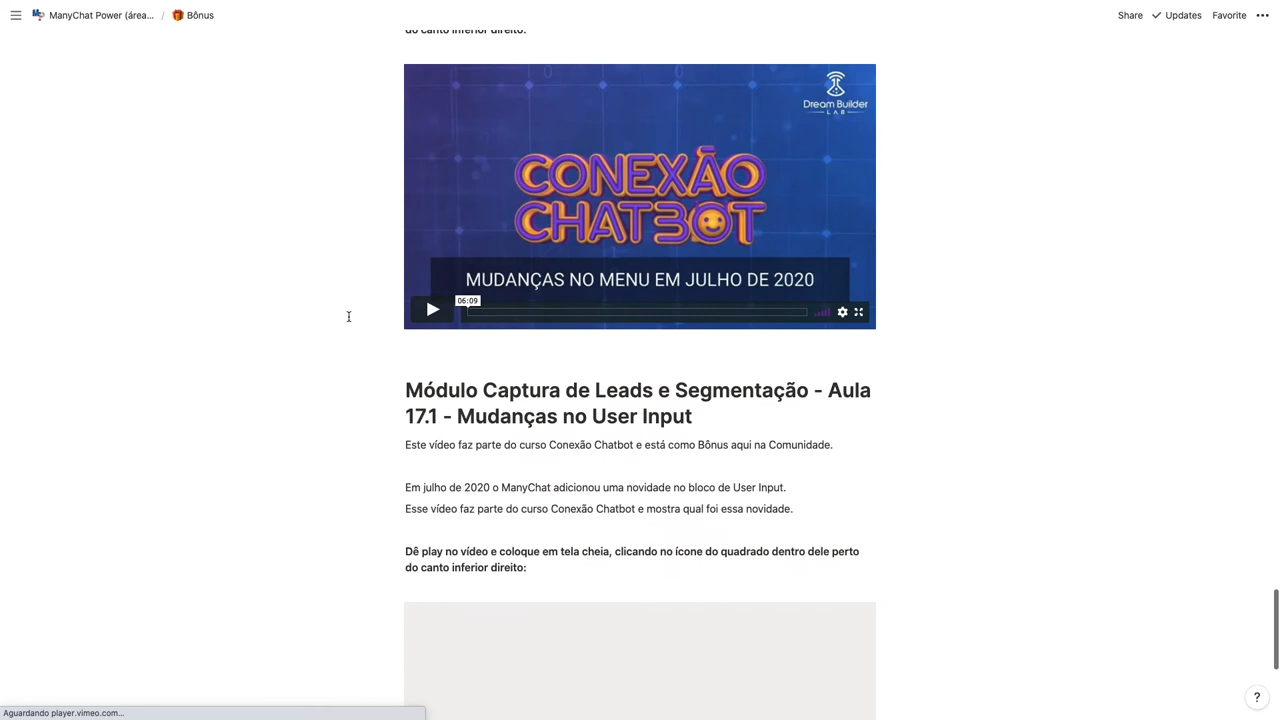 ManyChat Power (área... / Bônus
Share Updates Favorite
do canto inferior direito:
Dream Builder
LAB
CONEXÃO
CHATBOT
MUDANÇAS NO MENU EM JULHO DE 2020
06:09
Módulo Captura de Leads e Segmentação - Aula
17.1 - Mudanças no User Input
Este vídeo faz parte do curso Conexão Chatbot e está como Bônus aqui na Comunidade.
Em julho de 2020 o ManyChat adicionou uma novidade no bloco de User Input.
Esse vídeo faz parte do curso Conexão Chatbot e mostra qual foi essa novidade.
Dê play no vídeo e coloque em tela cheia, clicando no ícone do quadrado dentro dele perto
do canto inferior direito:
?
Aguardando player.vimeo.com...